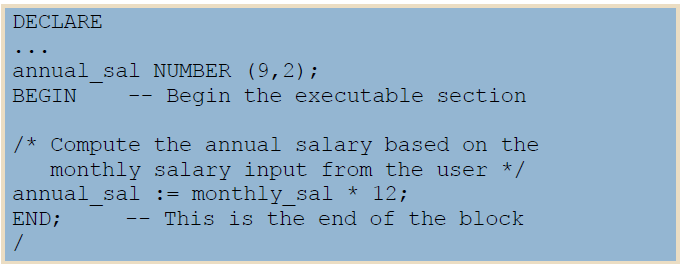 DECLARE
...
annual_sal NUMBER (9,2);
BEGIN    -- Begin the executable section
/* Compute the annual salary based on the
   monthly salary input from the user */
annual_sal := monthly_sal * 12;
END;     -- This is the end of the block
/